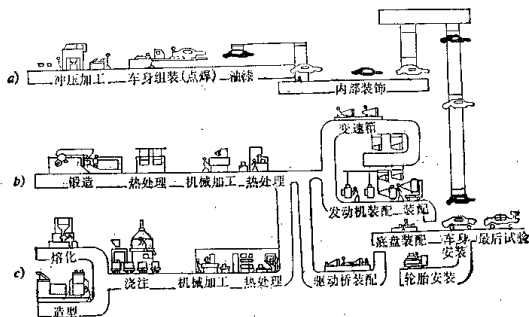 a) 冲压加工 车身组装(点焊) 油漆
内部装饰
变速箱
b) 锻造 热处理 机械加工 热处理
发动机装配 装配
底盘装配 车身安装 最后试验
熔化
c) 浇注 机械加工 热处理
驱动桥装配 轮胎安装
造型